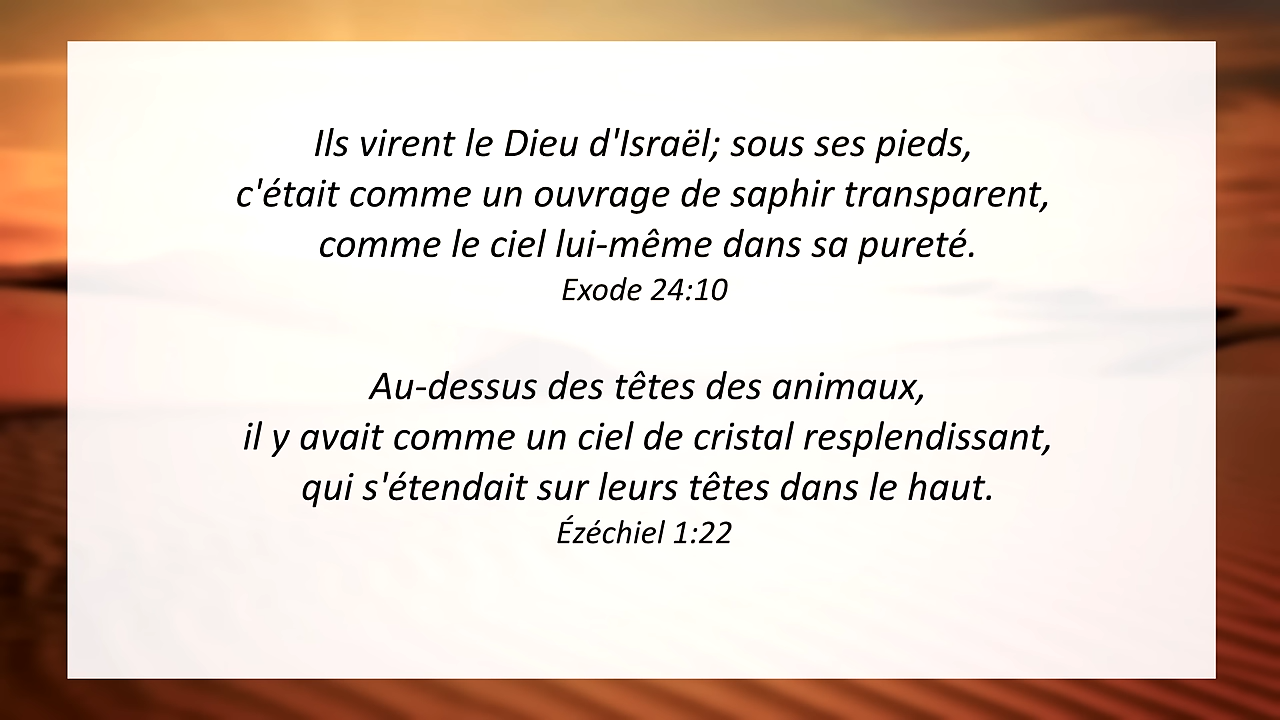 Ils virent le Dieu d'Israël; sous ses pieds,
c'était comme un ouvrage de saphir transparent,
comme le ciel lui-même dans sa pureté.
Exode 24:10
Au-dessus des têtes des animaux,
il y avait comme un ciel de cristal resplendissant,
qui s'étendait sur leurs têtes dans le haut.
Ézéchiel 1:22